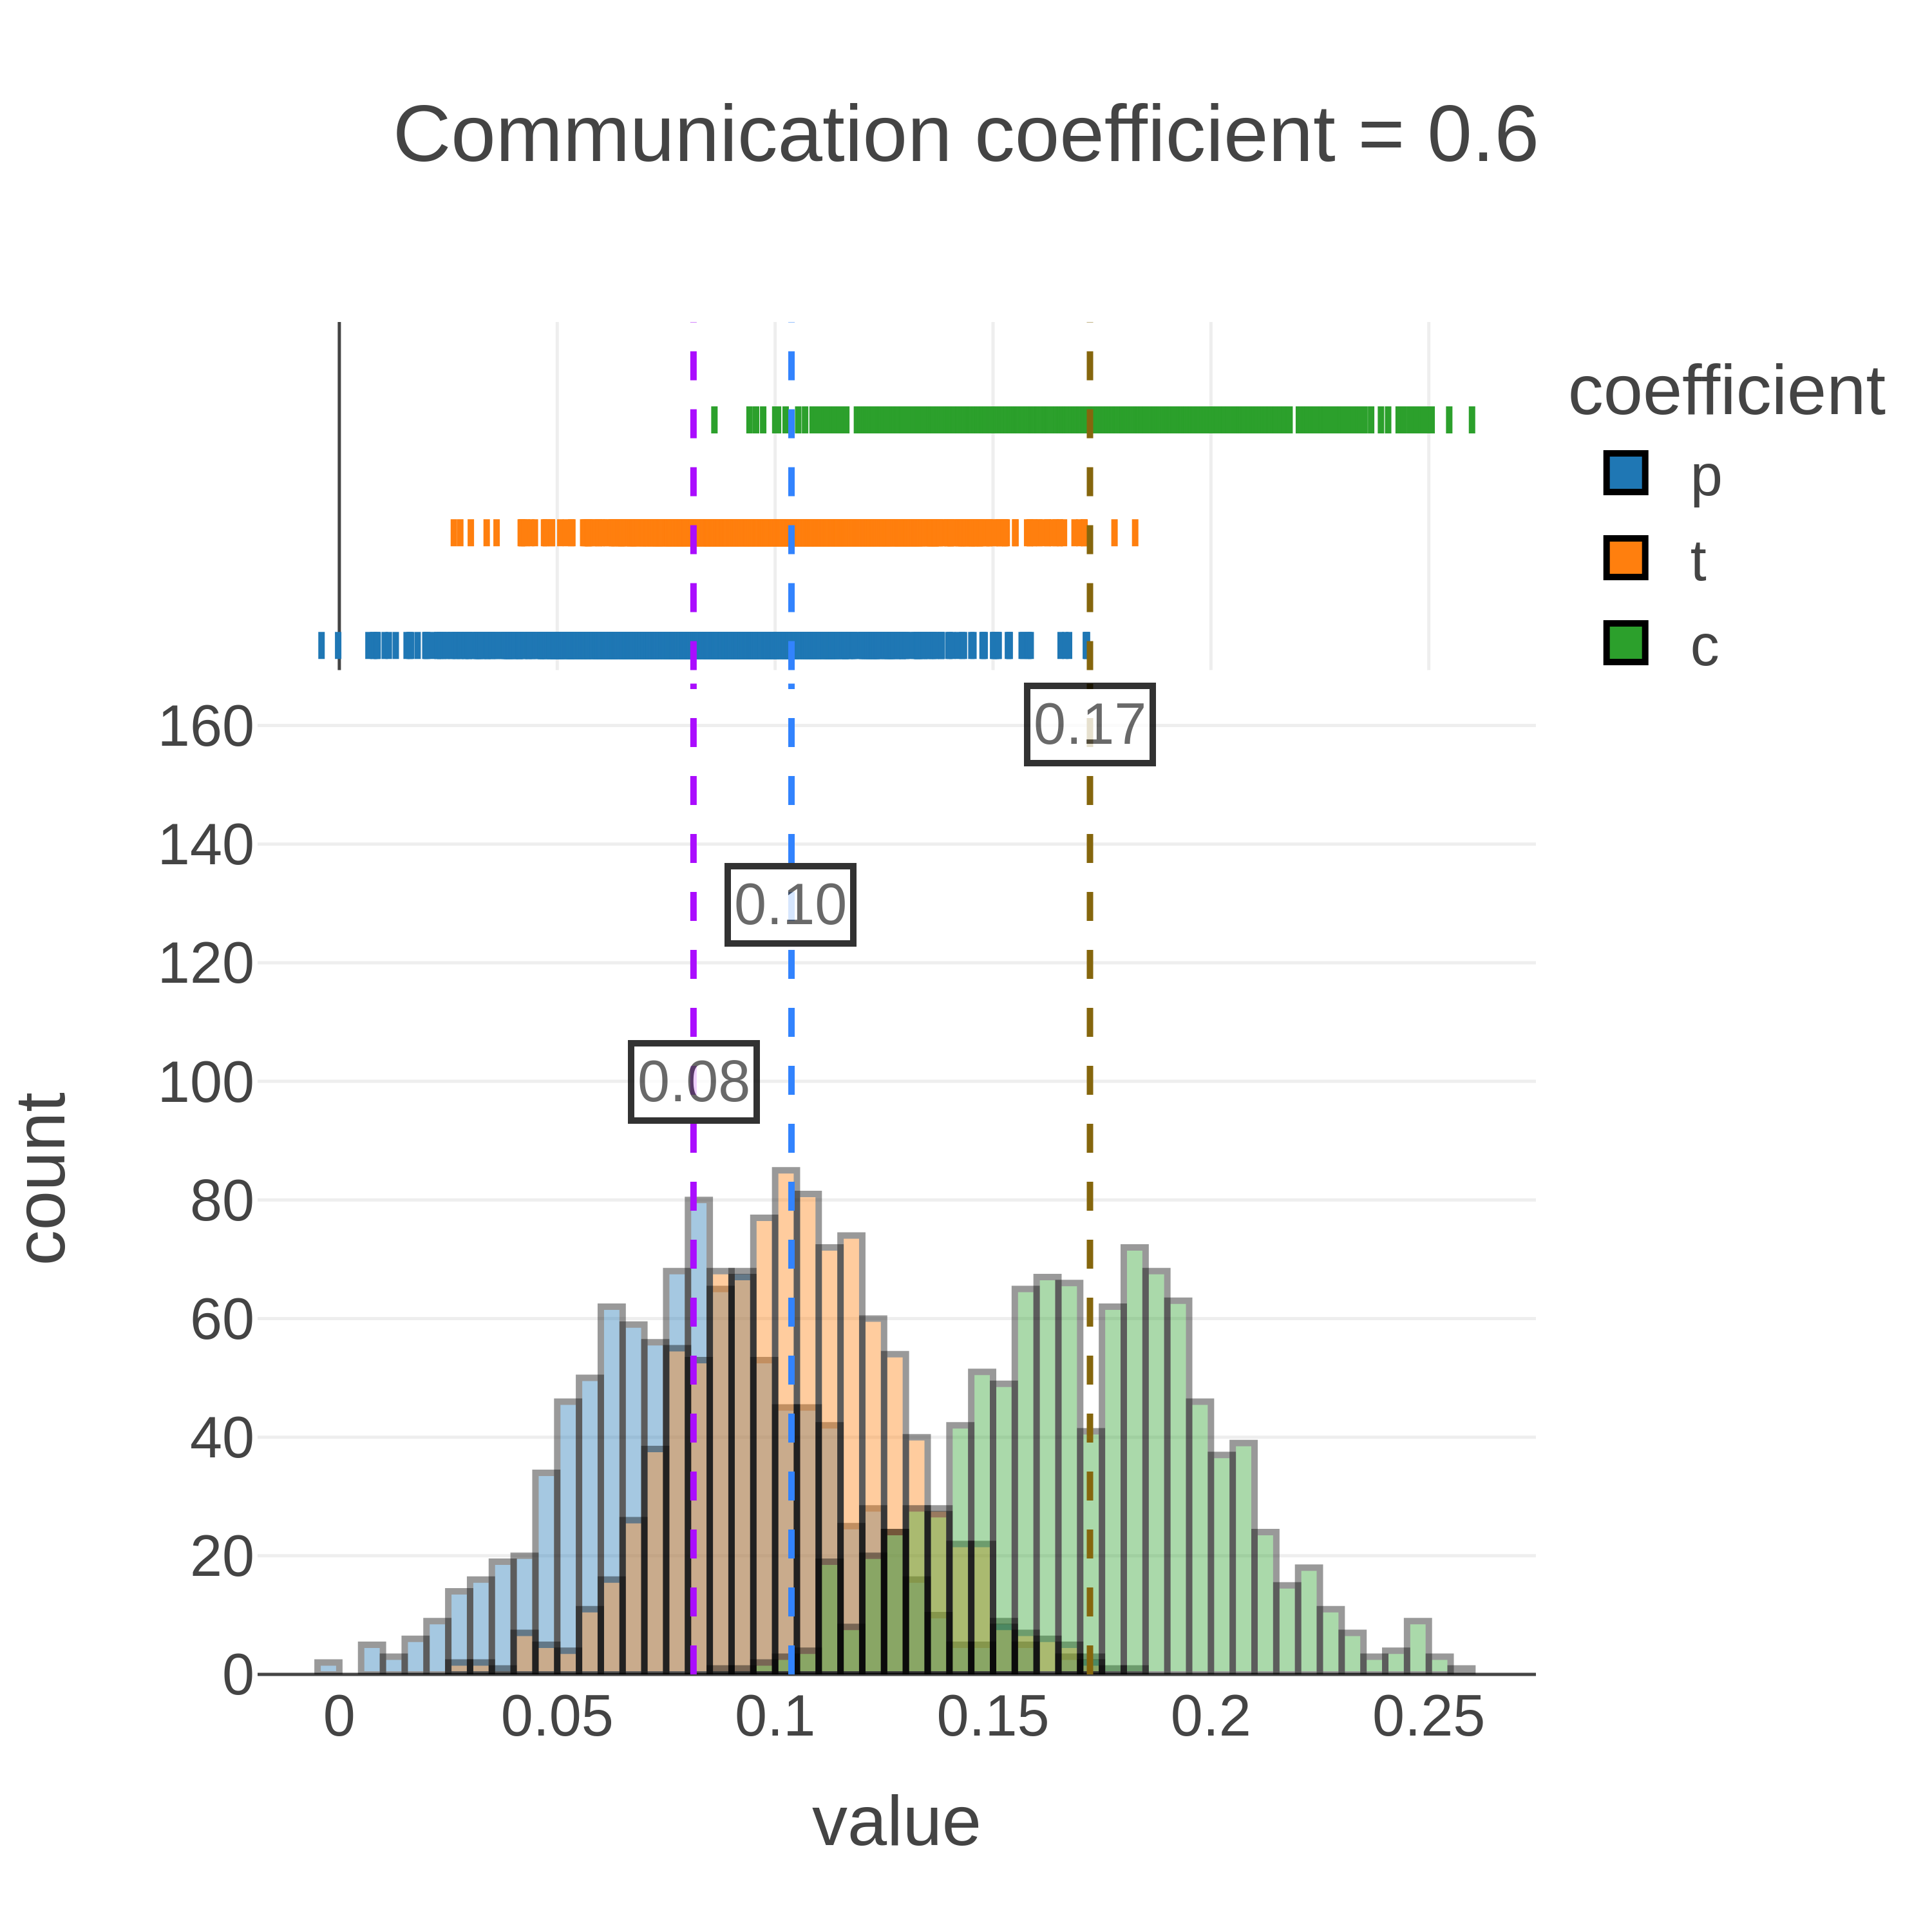 Communication coefficient = 0.6
coefficient
p
t
c
160
140
120
100
80
60
40
20
0
count
0.17
0.10
0.08
0 0.05 0.1 0.15 0.2 0.25
value